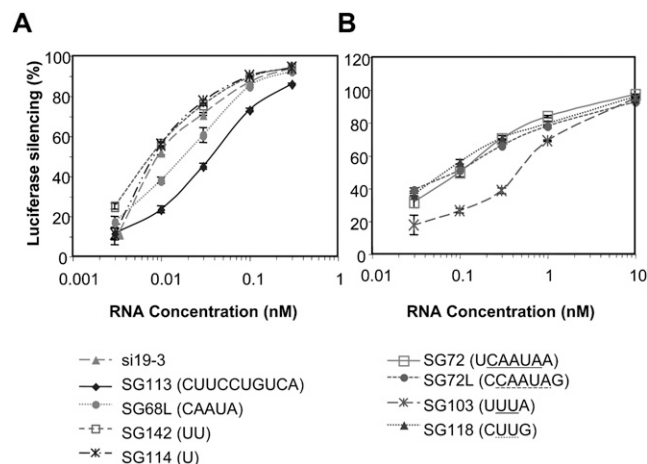 A
B
Luciferase silencing (%)
100
80
60
40
20
0
0.001
0.01
0.1
1
RNA Concentration (nM)
120
100
80
60
40
20
0
0.01
0.1
1
10
RNA Concentration (nM)
si19-3
SG113 (CUUCCUGUCA)
SG68L (CAAUA)
SG142 (UU)
SG114 (U)
SG72 (UCAAUAA)
SG72L (CCAAUAG)
SG103 (UUUA)
SG118 (CUUG)